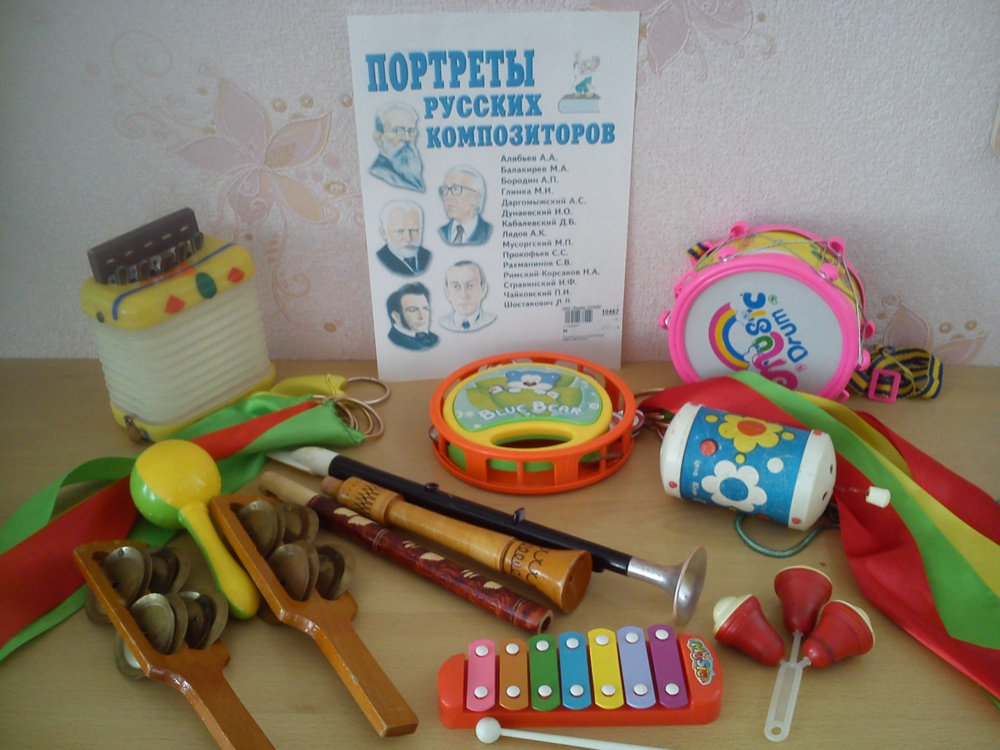 ПОРТРЕТЫ
РУССКИХ
КОМПОЗИТОРОВ
Алябьев А.А.
Балакирев М.А.
Бородин А.П.
Глинка М.И.
Даргомыжский А.С.
Дунаевский И.О.
Кабалевский Д.Б.
Лядов А.К.
Мусоргский М.П.
Прокофьев С.С.
Рахманинов С.В.
Римский-Корсаков Н.А.
Стравинский И.Ф.
Чайковский П.И.
Шостакович
10467
Music
Drum
BLUE BEAR
MUSIC